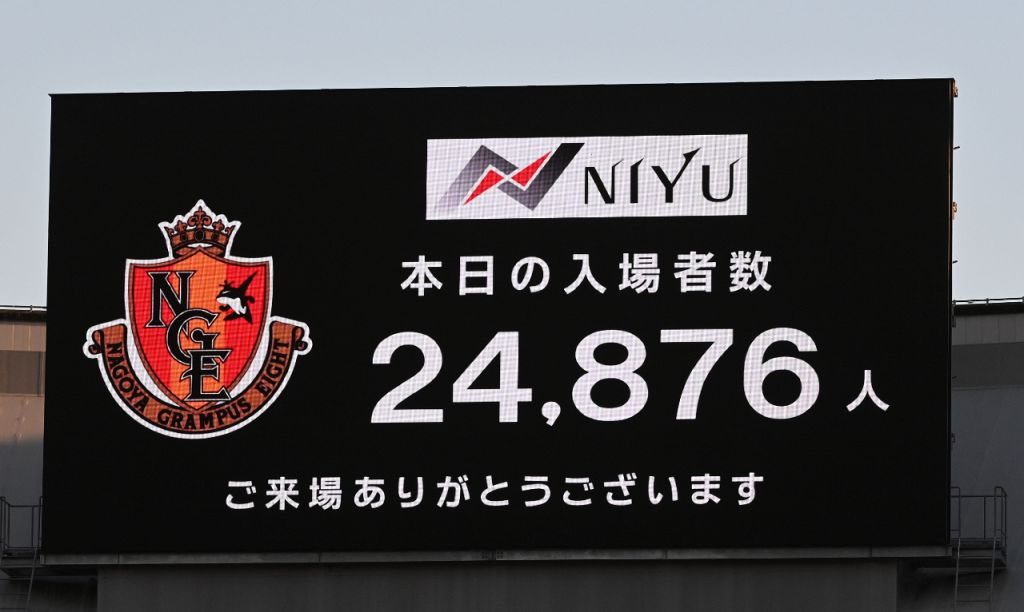 NIYU
本日の入場者数
24,876人
NGE
NAGOYA GRAMPUS EIGHT
ご来場ありがとうございます